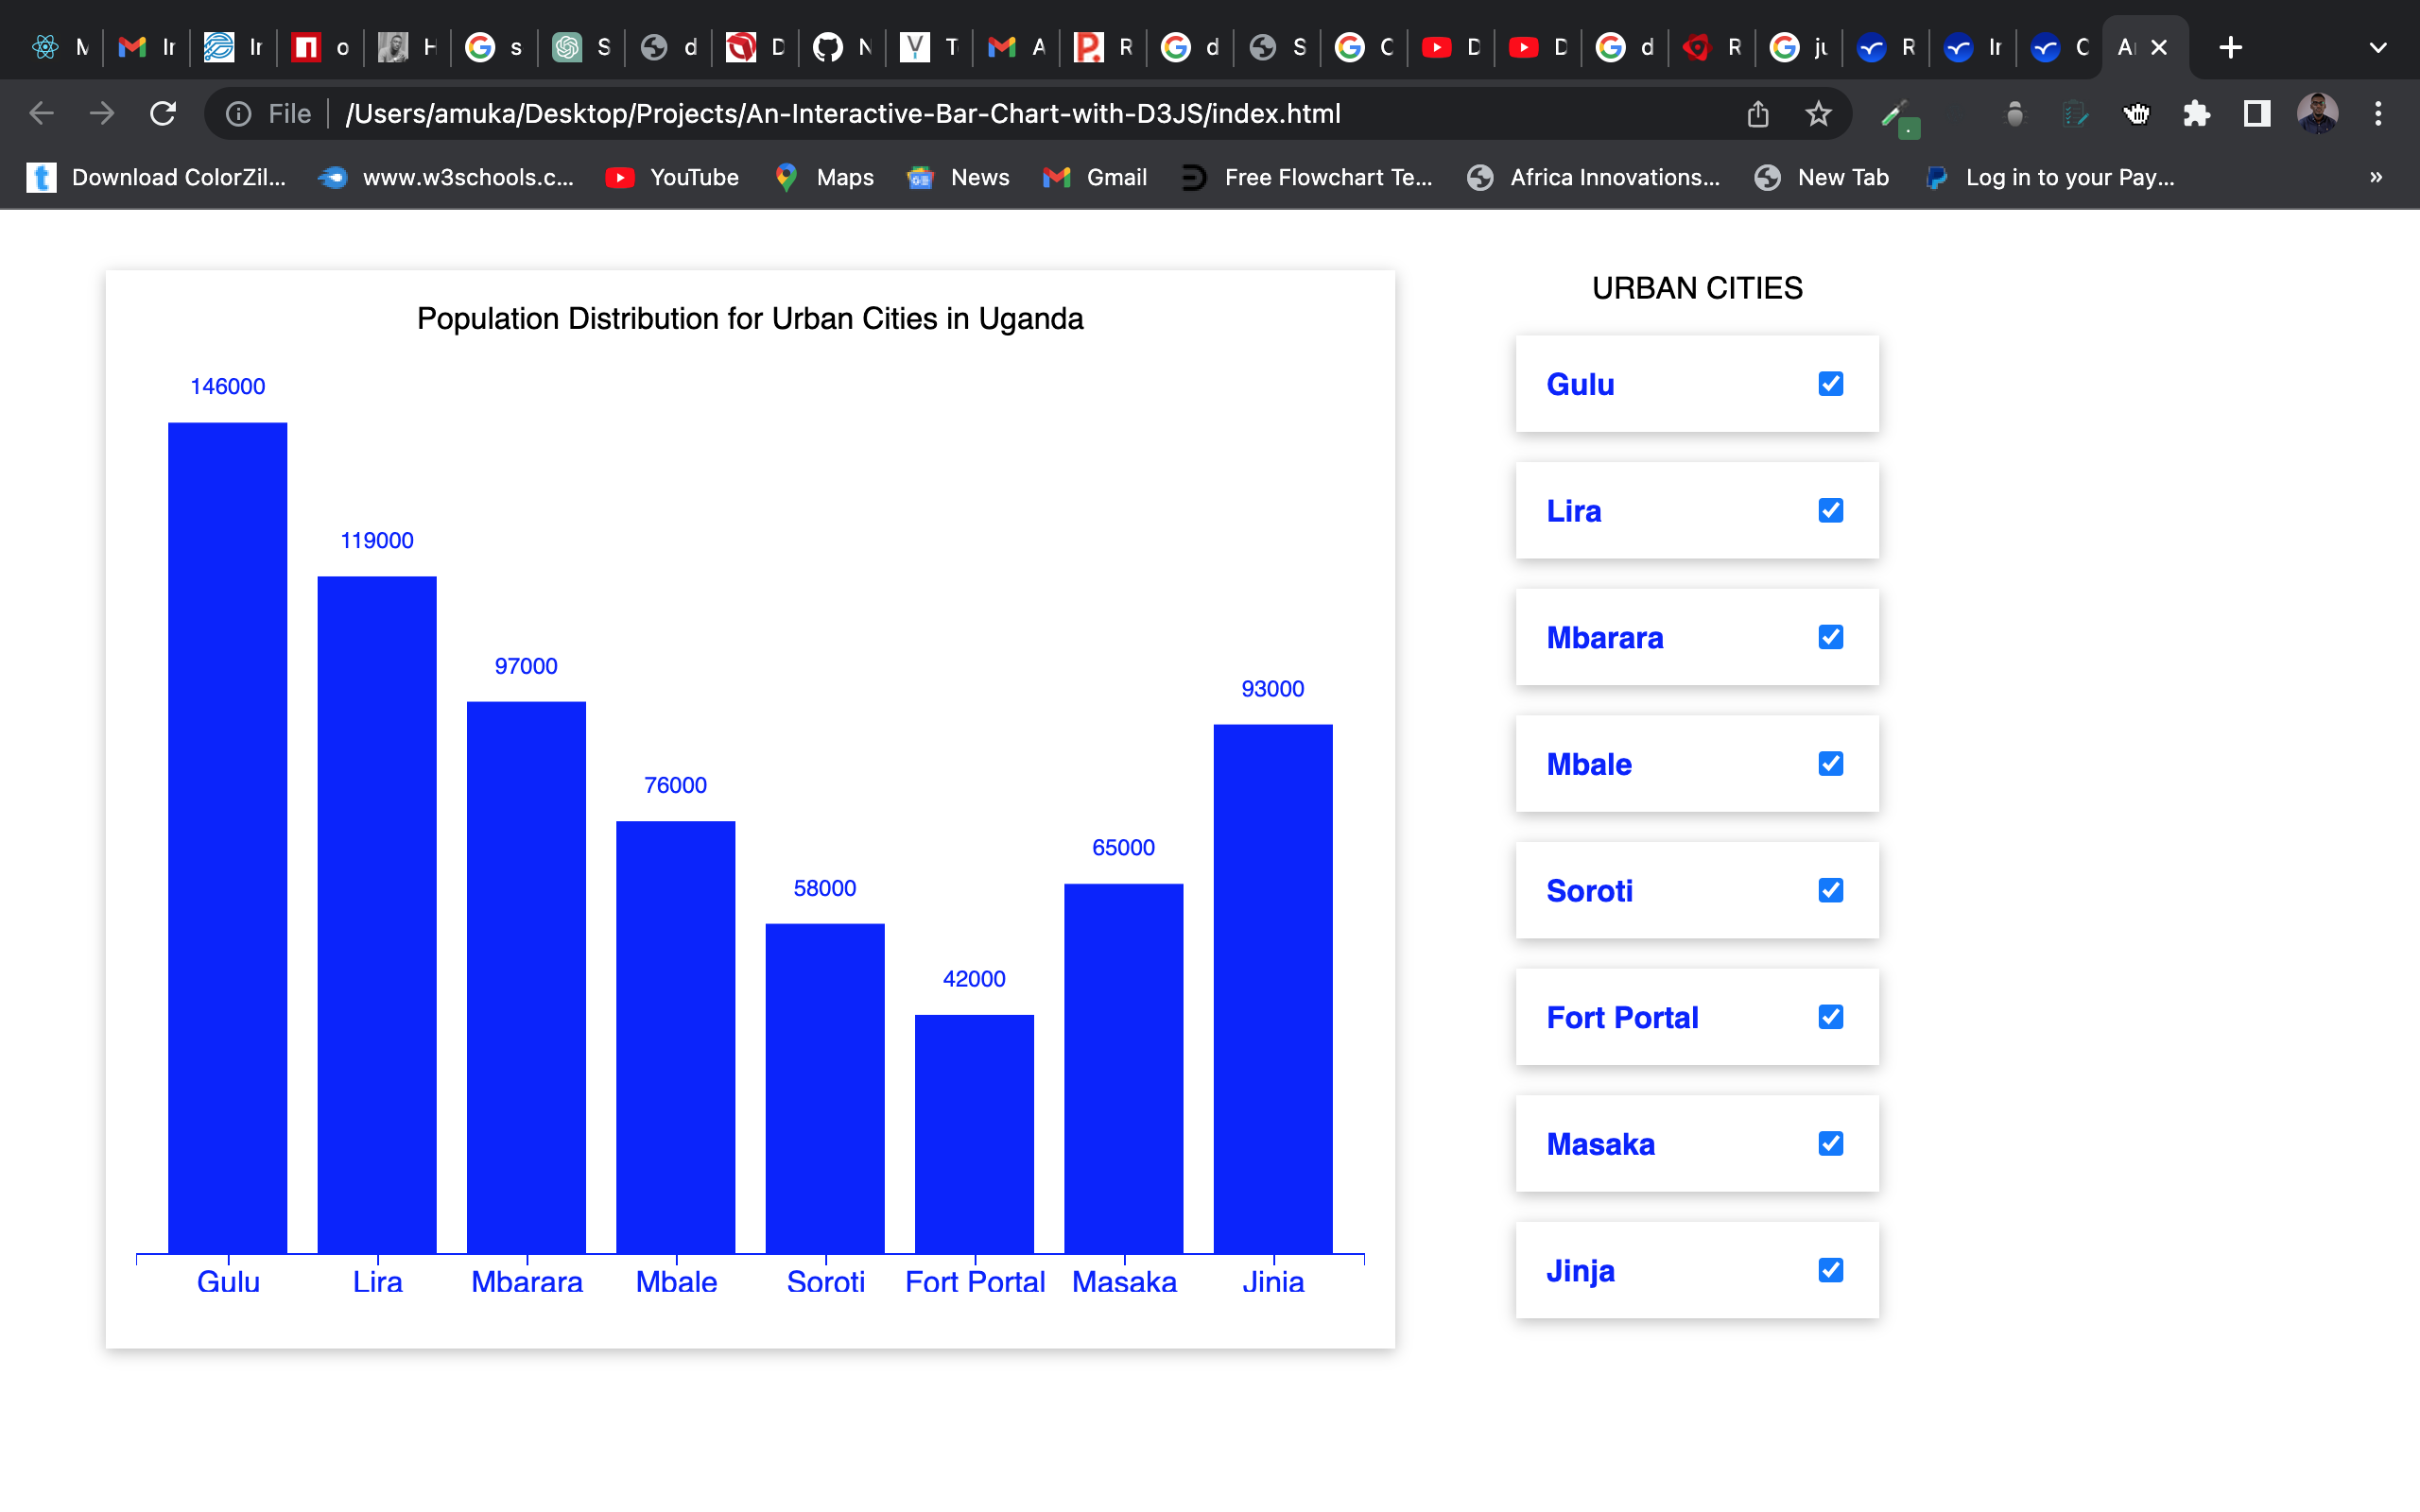 M Ir Ir o H s S d D N T A R d S C D D d R ju R Ir C A
File /Users/amuka/Desktop/Projects/An-Interactive-Bar-Chart-with-D3JS/index.html
Download ColorZil... www.w3schools.c... YouTube Maps News Gmail Free Flowchart Te... Africa Innovations... New Tab Log in to your Pay... »
Population Distribution for Urban Cities in Uganda
146000
119000
97000
76000
58000
42000
65000
93000
Gulu Lira Mbarara Mbale Soroti Fort Portal Masaka Jinja
URBAN CITIES
Gulu
Lira
Mbarara
Mbale
Soroti
Fort Portal
Masaka
Jinja